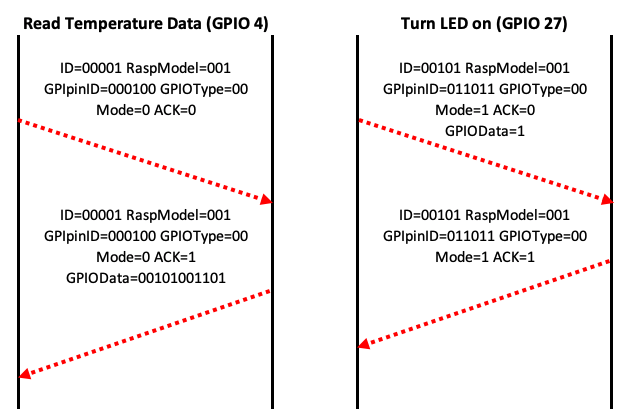 Read Temperature Data (GPIO 4)
ID=00001 RaspModel=001
GPIpinID=000100 GPIOType=00
Mode=0 ACK=0
ID=00001 RaspModel=001
GPIpinID=000100 GPIOType=00
Mode=0 ACK=1
GPIOData=00101001101
Turn LED on (GPIO 27)
ID=00101 RaspModel=001
GPIpinID=011011 GPIOType=00
Mode=1 ACK=0
GPIOData=1
ID=00101 RaspModel=001
GPIpinID=011011 GPIOType=00
Mode=1 ACK=1